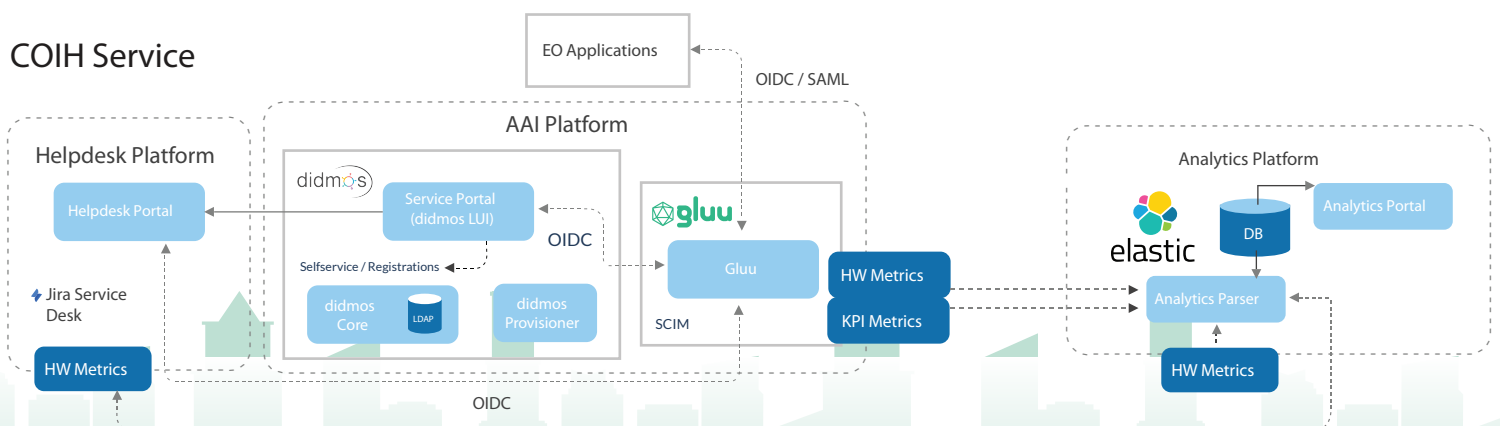 COIH Service
EO Applications
OIDC / SAML
AAI Platform
Helpdesk Platform
Helpdesk Portal
Jira Service
Desk
HW Metrics
didmos
Service Portal
(didmos LUI)
OIDC
Selfservice / Registrations
didmos
Core
LDAP
didmos
Provisioner
gluu
Gluu
SCIM
HW Metrics
KPI Metrics
OIDC
Analytics Platform
elastic
DB
Analytics Portal
Analytics Parser
HW Metrics